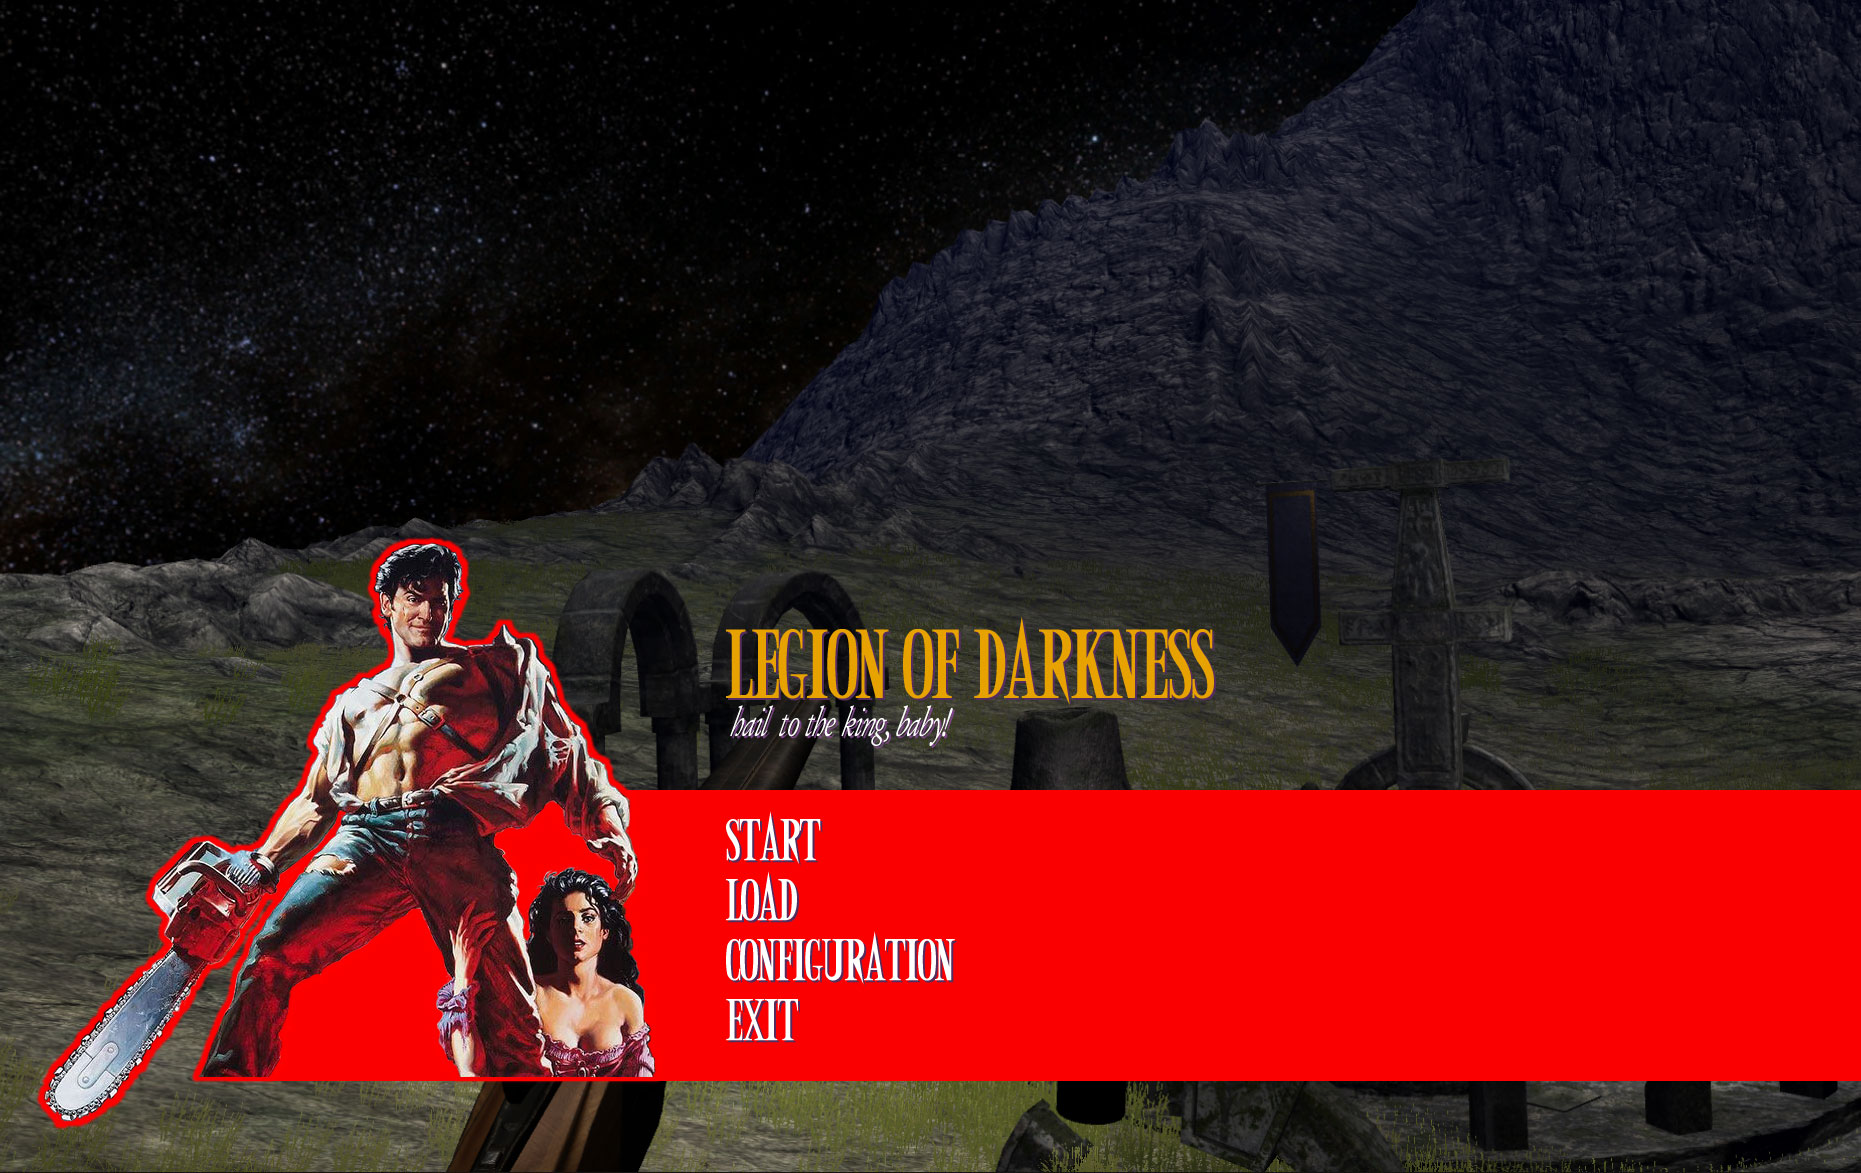 LEGION OF DARKNESS
hail to the king, baby!
START
LOAD
CONFIGURATION
EXIT